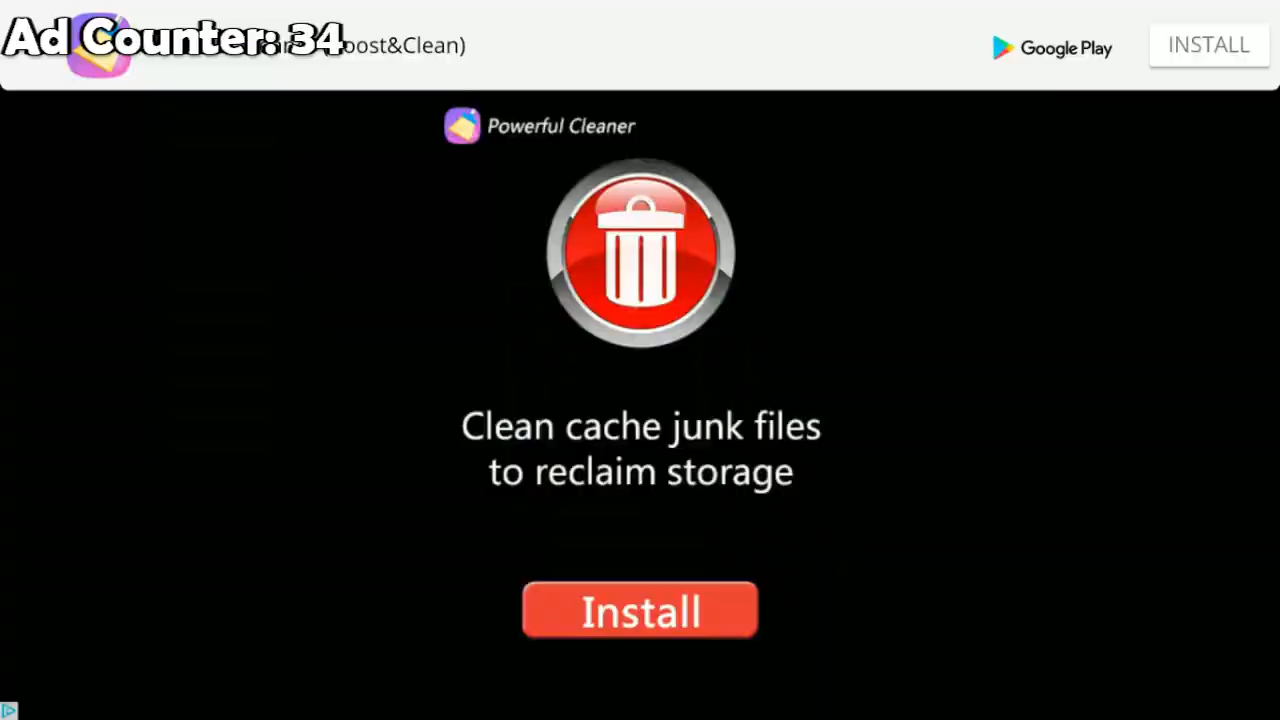 Ad Counter: 34
oost&Clean)
Google Play
INSTALL
Powerful Cleaner
Clean cache junk files
to reclaim storage
Install